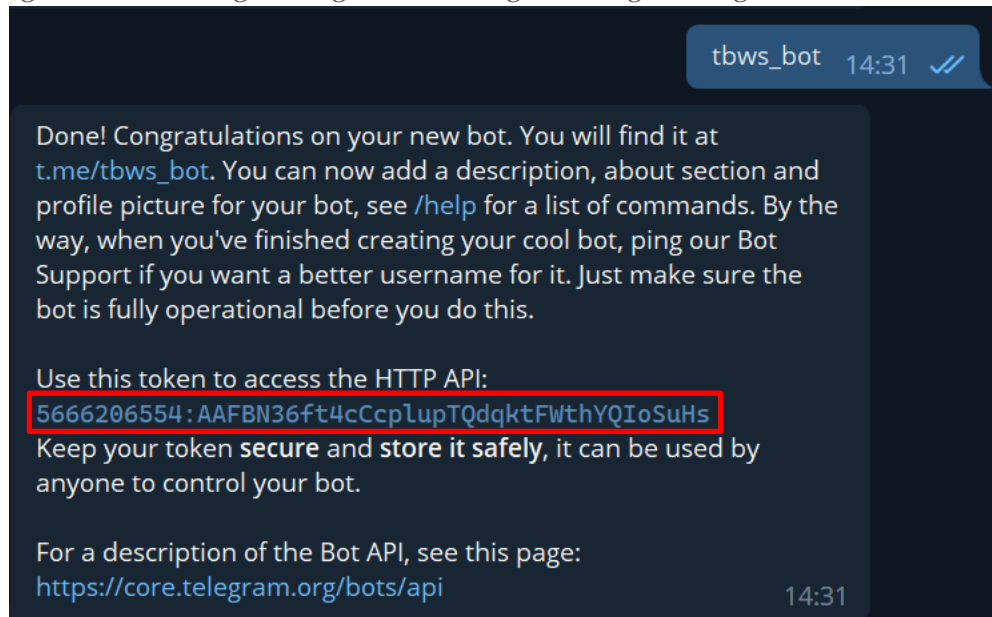 tbws_bot 14:31
Done! Congratulations on your new bot. You will find it at
t.me/tbws_bot. You can now add a description, about section and
profile picture for your bot, see /help for a list of commands. By the
way, when you've finished creating your cool bot, ping our Bot
Support if you want a better username for it. Just make sure the
bot is fully operational before you do this.
Use this token to access the HTTP API:
5666206554:AAFBN36ft4cCcplupTQdqktFWthYQIoSuHs
Keep your token secure and store it safely, it can be used by
anyone to control your bot.
For a description of the Bot API, see this page:
https://core.telegram.org/bots/api
14:31